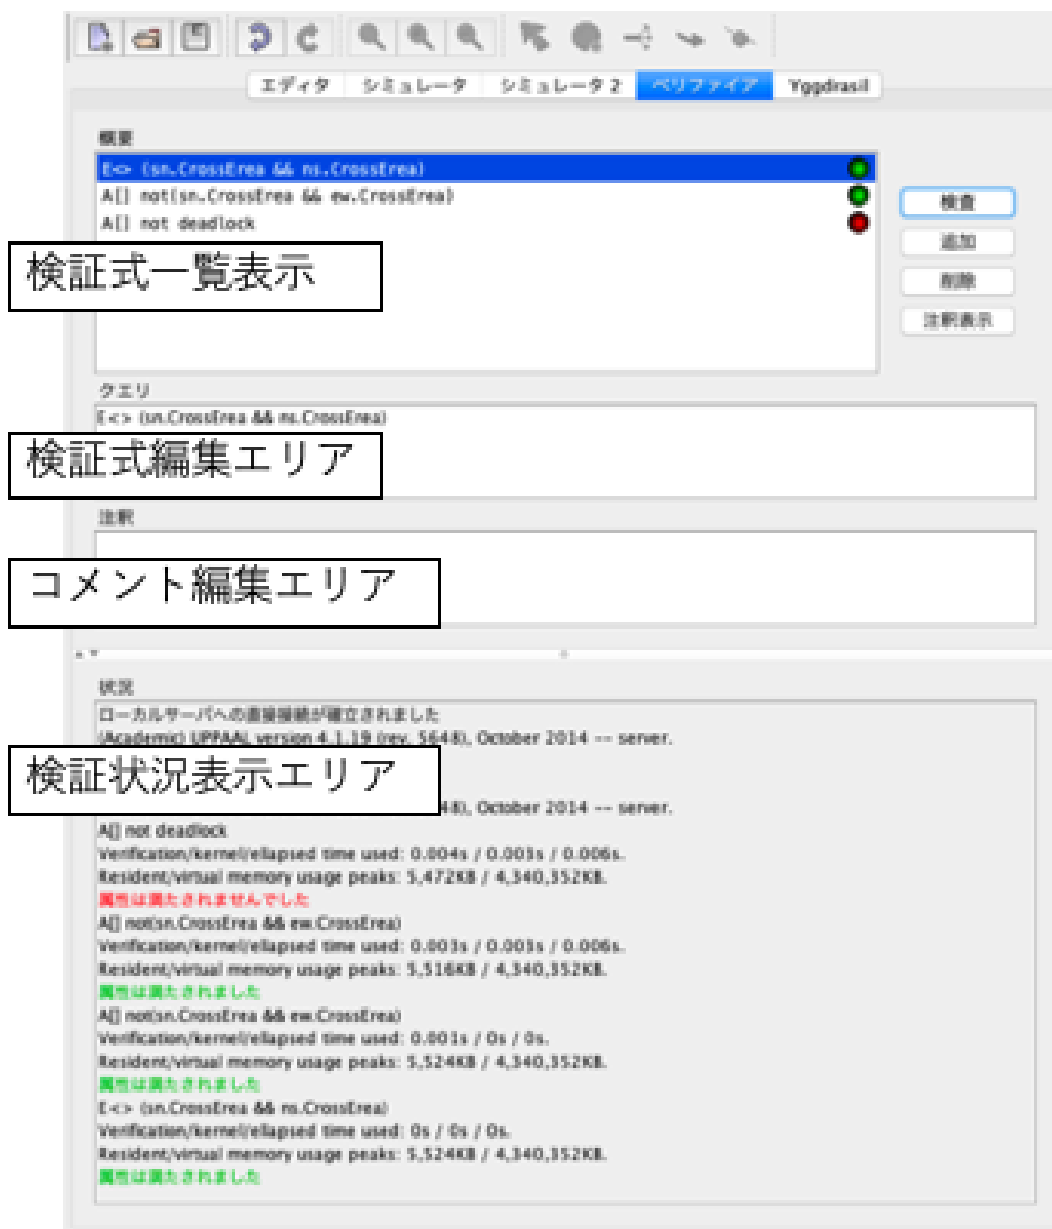 エディタ シミュレータ シミュレータ 2 ベリファイア Yggdrasil
概要
E<> (sn.CrossErea && ns.CrossErea)
A[] not(sn.CrossErea && ew.CrossErea)
A[] not deadlock
検査
追加
削除
注釈表示
検証式一覧表示
クエリ
E<> (sn.CrossErea && ns.CrossErea)
検証式編集エリア
注釈
コメント編集エリア
状況
ローカルサーバへの直接接続が確立されました
(Academic) UPPAAL version 4.1.19 (rev. 5648), October 2014 -- server.
検証状況表示エリア
48), October 2014 -- server.
A[] not deadlock
Verification/kernel/ellapsed time used: 0.004s / 0.003s / 0.006s.
Resident/virtual memory usage peaks: 5,472KB / 4,340,352KB.
属性は満たされませんでした
A[] not(sn.CrossErea && ew.CrossErea)
Verification/kernel/ellapsed time used: 0.003s / 0.003s / 0.006s.
Resident/virtual memory usage peaks: 5,516KB / 4,340,352KB.
属性は満たされました
A[] not(sn.CrossErea && ew.CrossErea)
Verification/kernel/ellapsed time used: 0.001s / 0s / 0s.
Resident/virtual memory usage peaks: 5,524KB / 4,340,352KB.
属性は満たされました
E<> (sn.CrossErea && ns.CrossErea)
Verification/kernel/ellapsed time used: 0s / 0s / 0s.
Resident/virtual memory usage peaks: 5,524KB / 4,340,352KB.
属性は満たされました